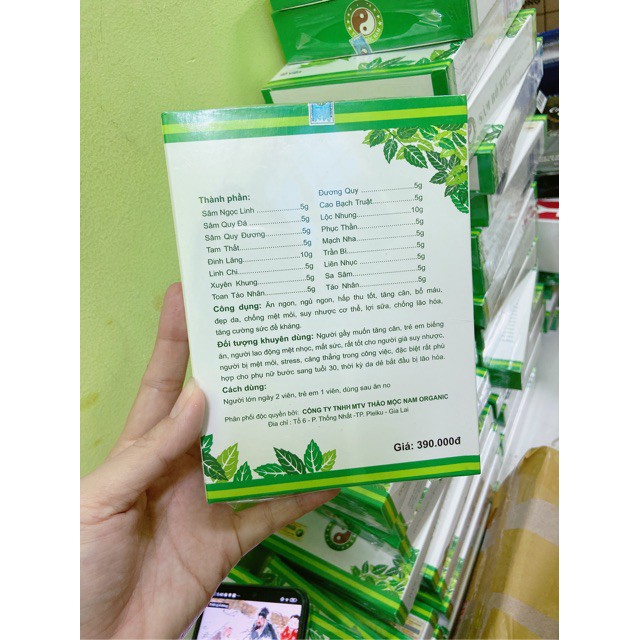 Thành phần:
Sâm Ngọc Linh ..................5g
Sâm Quy Đá .....................5g
Sâm Quy Đương................5g
Tam Thất..........................5g
Đinh Lăng........................10g
Linh Chi...........................5g
Xuyên Khung....................5g
Toan Táo Nhân.................5g
Đương Quy ......................5g
Cao Bạch Truật.................5g
Lộc Nhung......................10g
Phục Thần........................5g
Mạch Nha.........................5g
Trần Bì.............................5g
Liên Nhục.........................5g
Sa Sâm............................5g
Táo Nhân.........................5g
Công dụng: Ăn ngon, ngủ ngon, hấp thu tốt, tăng cân, bổ máu,
đẹp da, chống mệt mỏi, suy nhược cơ thể, lợi sữa, chống lão hóa,
tăng cường sức đề kháng.
Đối tượng khuyên dùng: Người gầy muốn tăng cân, trẻ em biếng
ăn, người lao động mệt nhọc, mất sức, rất tốt cho người già suy nhược,
người bị mệt mỏi, stress, căng thẳng trong công việc, đặc biệt rất phù
hợp cho phụ nữ bước sang tuổi 30, thời kỳ da dẻ bắt đầu bị lão hóa.
Cách dùng:
Người lớn ngày 2 viên, trẻ em 1 viên, dùng sau ăn no
Phân phối độc quyền bởi: CÔNG TY TNHH MTV THẢO MỘC NAM ORGANIC
Địa chỉ : Tổ 6 - P. Thống Nhất -TP. Pleiku - Gia Lai
Giá: 390.000đ